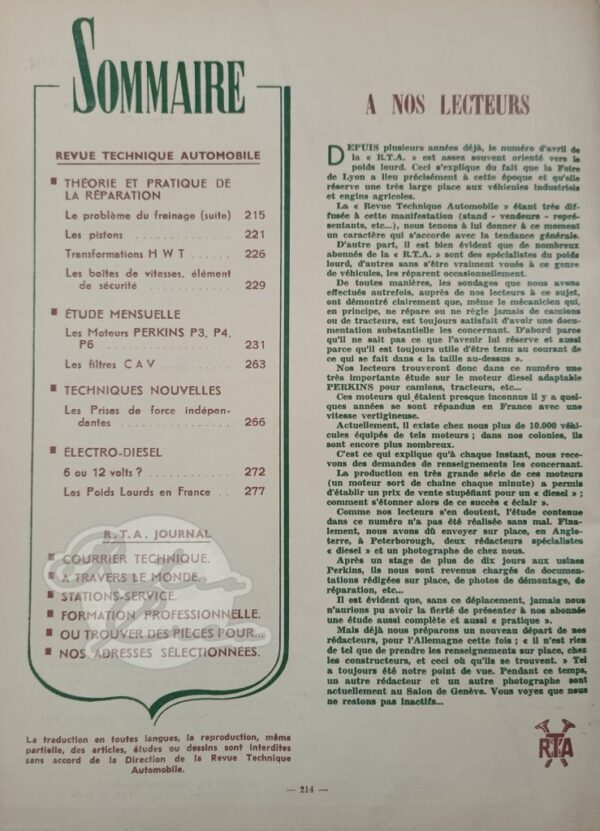 SOMMAIRE
REVUE TECHNIQUE AUTOMOBILE
THÉORIE ET PRATIQUE DE
LA RÉPARATION
Le problème du freinage (suite) 215
Les pistons . . . . . . . . . . . . 221
Transformations H W T . . . . . 226
Les boîtes de vitesses, élément
de sécurité . . . . . . . . . . . 229
ÉTUDE MENSUELLE
Les Moteurs PERKINS P3, P4,
P6 . . . . . . . . . . . . . . . . 231
Les filtres C A V . . . . . . . . . 263
TECHNIQUES NOUVELLES
Les Prises de force indépen-
dantes . . . . . . . . . . . . . . 266
ÉLECTRO-DIESEL
6 ou 12 volts ? . . . . . . . . . . 272
Les Poids Lourds en France . . 277
R.T.A. JOURNAL
COURRIER TECHNIQUE.
A TRAVERS LE MONDE.
STATIONS-SERVICE.
FORMATION PROFESSIONNELLE.
OU TROUVER DES PIÈCES POUR...
NOS ADRESSES SÉLECTIONNÉES.
La traduction en toutes langues, la reproduction, même
partielle, des articles, études ou dessins sont interdites
sans accord de la Direction de la Revue Technique
Automobile.
A NOS LECTEURS
DEPUIS plusieurs années déjà, le numéro d'avril de
la « R.T.A. » est assez souvent orienté vers le
poids lourd. Ceci s'explique du fait que la Foire
de Lyon a lieu précisément à cette époque et qu'elle
réserve une très large place aux véhicules industriels
et engins agricoles.
La « Revue Technique Automobile » étant très dif-
fusée à cette manifestation (stand - vendeurs - repré-
sentants, etc...), nous tenons à lui donner à ce moment
un caractère qui s'accorde avec la tendance générale.
D'autre part, il est bien évident que de nombreux
abonnés de la « R.T.A. » sont des spécialistes du poids
lourd, d'autres sans s'être vraiment voués à ce genre
de véhicules, les réparent occasionnellement.
De toutes manières, les sondages que nous avons
effectués autrefois, auprès de nos lecteurs à ce sujet,
ont démontré clairement que, même le mécanicien qui,
en principe, ne répare ou ne règle jamais de camions
ou de tracteurs, est toujours satisfait d'avoir une docu-
mentation substantielle les concernant. D'abord parce
qu'il ne sait pas ce que l'avenir lui réserve et aussi
parce qu'il est toujours utile d'être tenu au courant de
ce qui se fait dans « la taille au-dessus ».
Nos lecteurs trouveront donc dans ce numéro une
très importante étude sur le moteur diesel adaptable
PERKINS pour camions, tracteurs, etc...
Ces moteurs qui étaient presque inconnus il y a quel-
ques années se sont répandus en France avec une
vitesse vertigineuse.
Actuellement, il existe chez nous plus de 10.000 véhi-
cules équipés de tels moteurs ; dans nos colonies, ils
sont encore plus nombreux.
C'est ce qui explique qu'à chaque instant, nous rece-
vons des demandes de renseignements les concernant.
La production en très grande série de ces moteurs
(un moteur sort de chaîne chaque minute) a permis
d'établir un prix de vente stupéfiant pour un « diesel » ;
comment s'étonner alors de ce succès « éclair ».
Comme nos lecteurs s'en doutent, l'étude contenue
dans ce numéro n'a pas été réalisée sans mal. Fina-
lement, nous avons dû envoyer sur place, en Angle-
terre, à Peterborough, deux rédacteurs spécialistes
« diesel » et un photographe de chez nous.
Après un stage de plus de dix jours aux usines
Perkins, ils nous sont revenus chargés de documen-
tations rédigées sur place, de photos de démontage, de
réparation, etc...
Il est évident que, sans ce déplacement, jamais nous
n'aurions pu avoir la fierté de présenter à nos abonnés
une étude aussi complète et aussi « pratique ».
Mais déjà nous préparons un nouveau départ de nos
rédacteurs, pour l'Allemagne cette fois ; « il n'est rien
de tel que de prendre les renseignements sur place, chez
les constructeurs, et ceci où qu'ils se trouvent. » Tel
a toujours été notre point de vue. Pendant ce temps,
un autre rédacteur et un autre photographe sont
actuellement au Salon de Genève. Vous voyez que nous
ne restons pas inactifs...
RTA
— 214 —